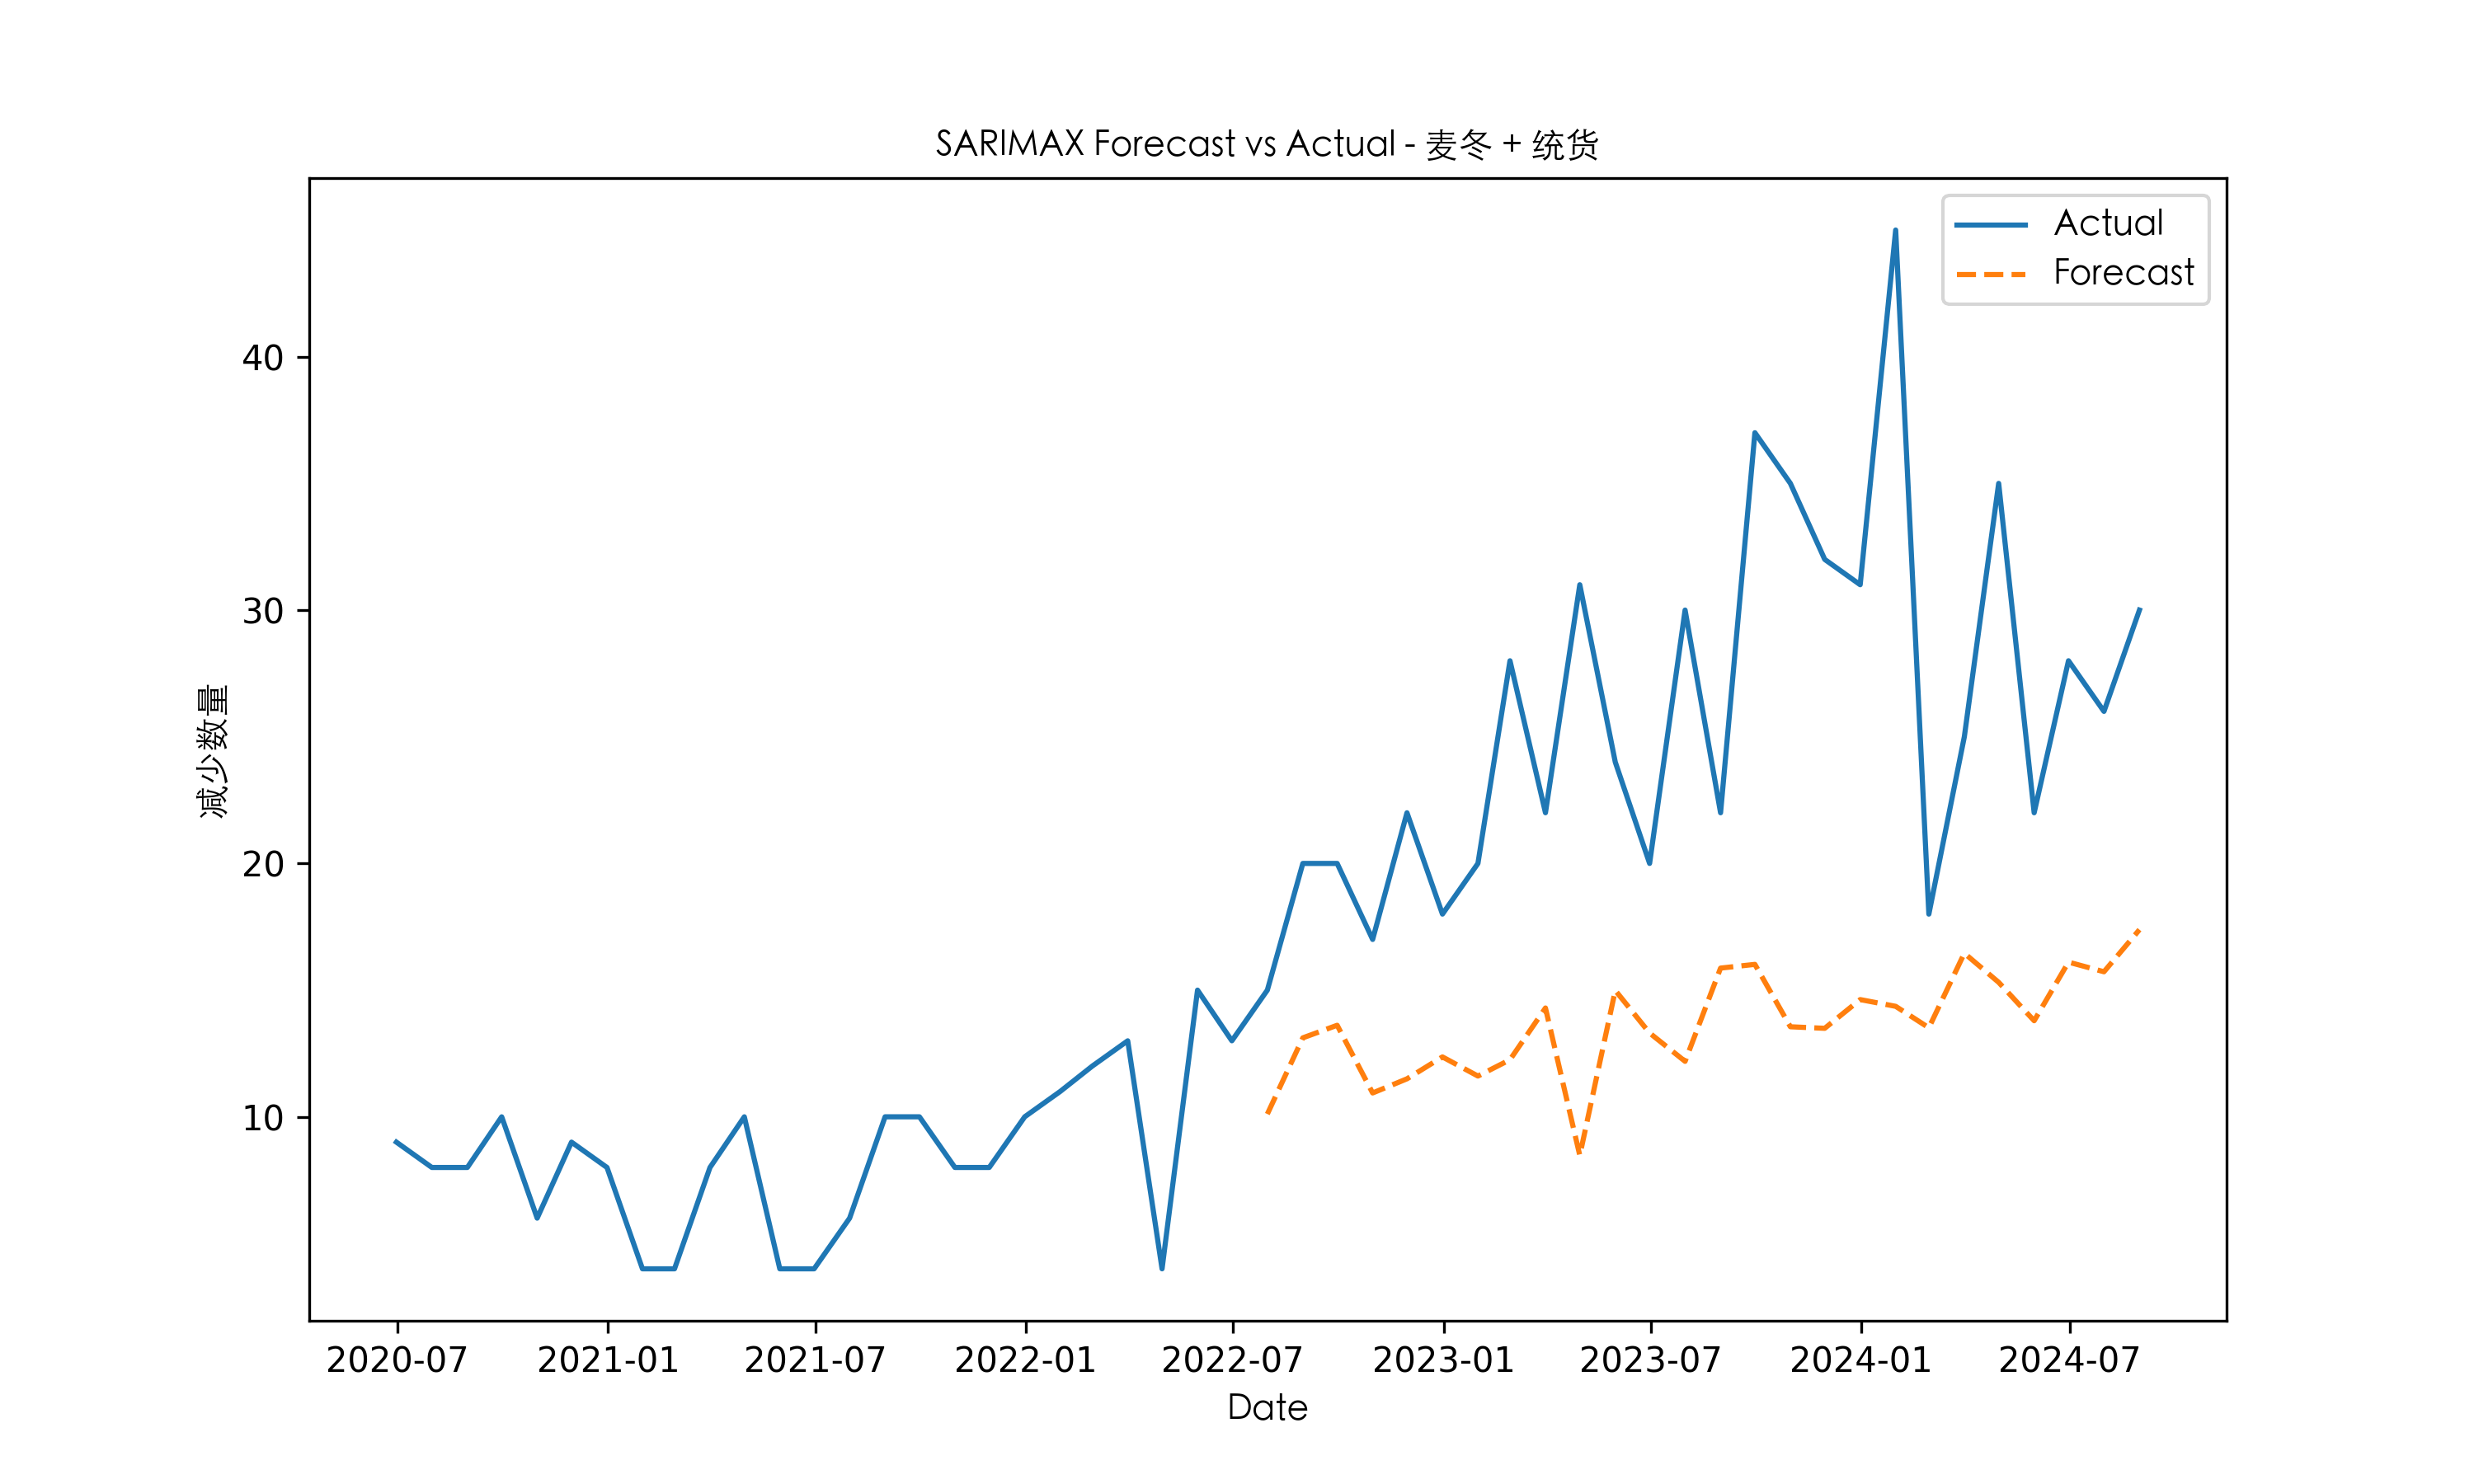 SARIMAX Forecast vs Actual - 麦冬 + 统货
Actual
Forecast
减少数量
40
30
20
10
2020-07 2021-01 2021-07 2022-01 2022-07 2023-01 2023-07 2024-01 2024-07
Date